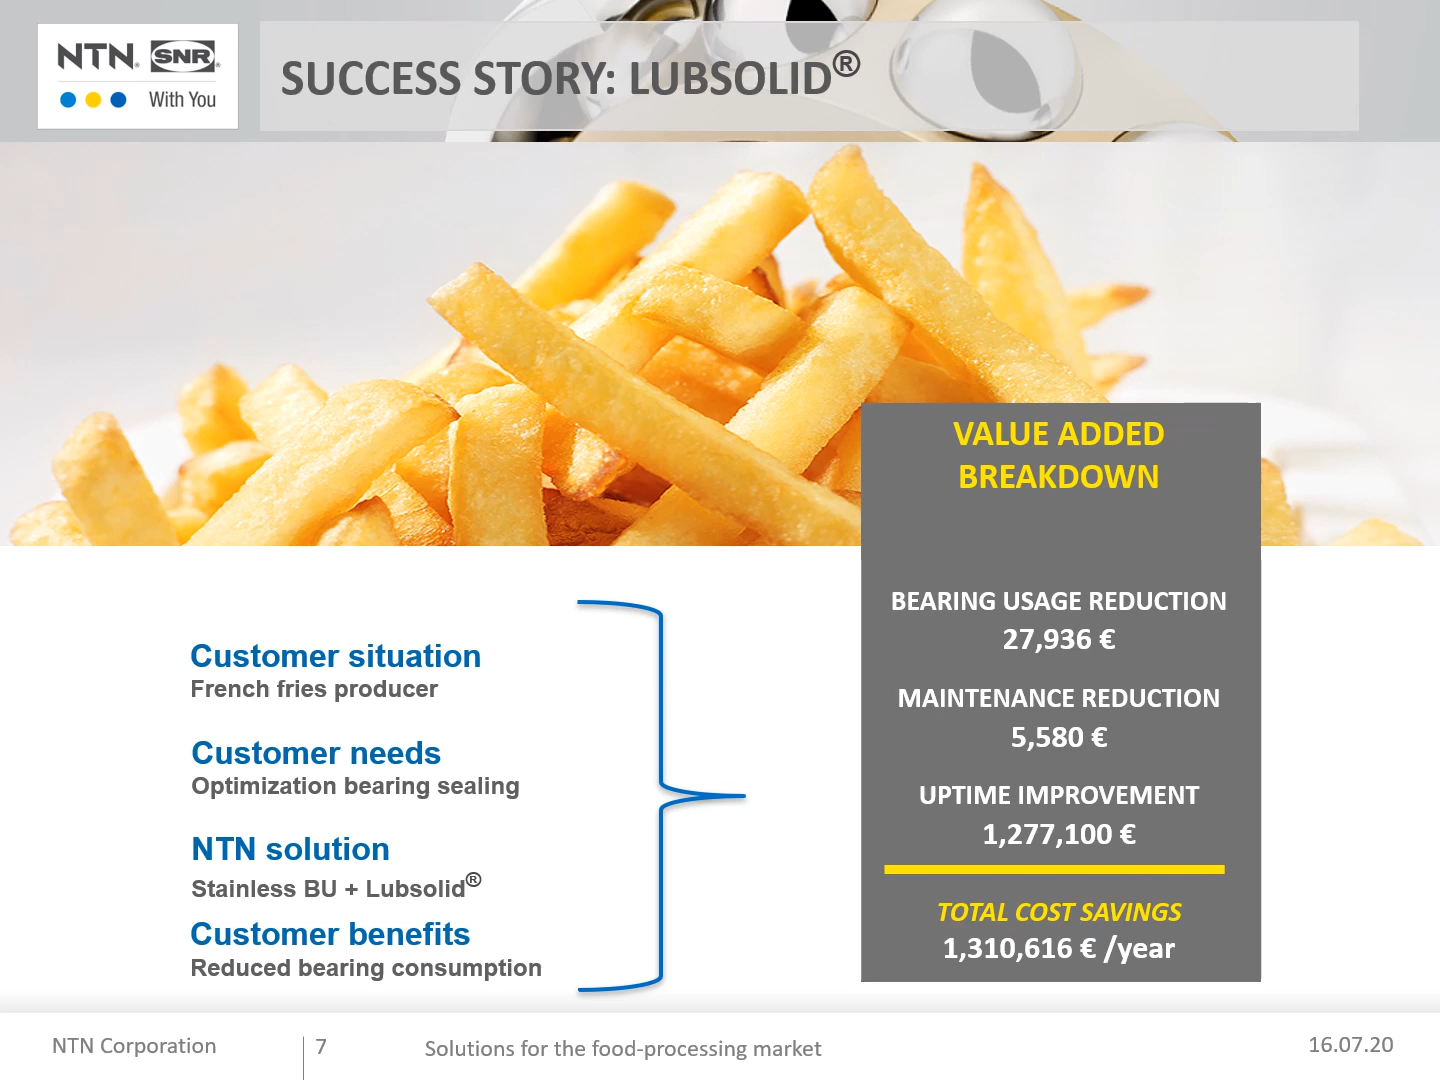 NTN® SNR®
With You
SUCCESS STORY: LUBSOLID®
VALUE ADDED
BREAKDOWN
BEARING USAGE REDUCTION
27,936 €
MAINTENANCE REDUCTION
5,580 €
UPTIME IMPROVEMENT
1,277,100 €
TOTAL COST SAVINGS
1,310,616 € /year
Customer situation
French fries producer
Customer needs
Optimization bearing sealing
NTN solution
Stainless BU + Lubsolid®
Customer benefits
Reduced bearing consumption
NTN Corporation
7
Solutions for the food-processing market
16.07.20